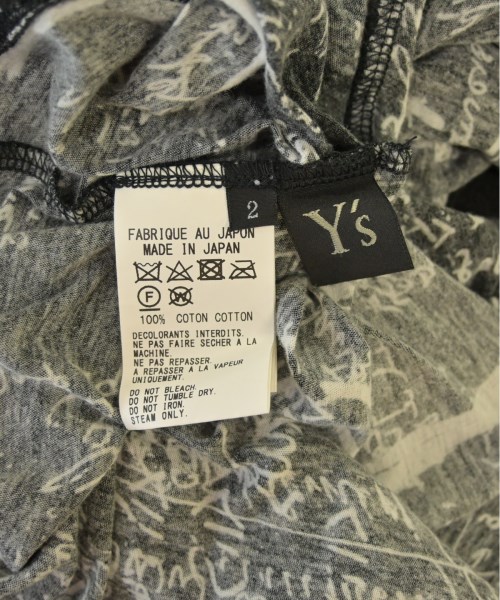 2
Y's
FABRIQUE AU JAPON
MADE IN JAPAN
F
W
100% COTON COTTON
DECOLORANTS INTERDITS.
NE PAS FAIRE SECHER A LA
MACHINE.
NE PAS REPASSER.
A REPASSER A LA VAPEUR
UNIQUEMENT.
DO NOT BLEACH.
DO NOT TUMBLE DRY.
DO NOT IRON.
STEAM ONLY.